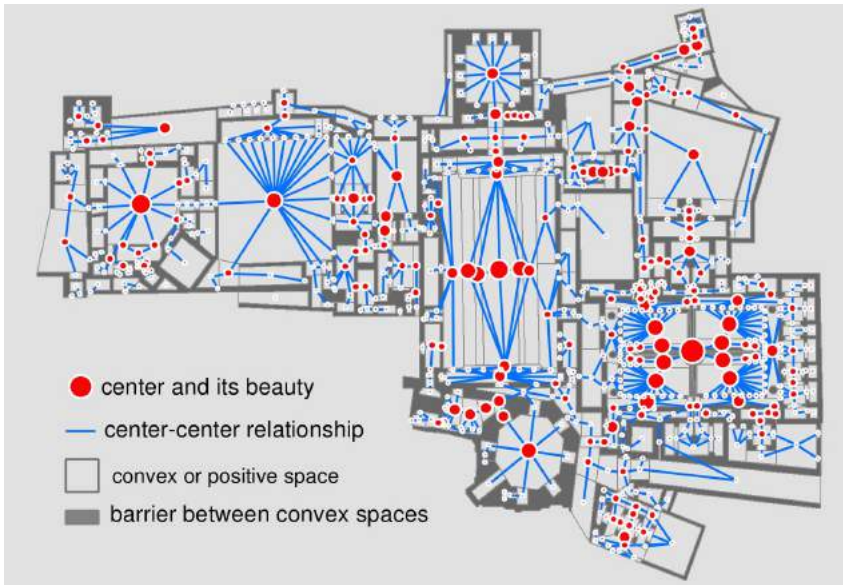 center and its beauty
center-center relationship
convex or positive space
barrier between convex spaces